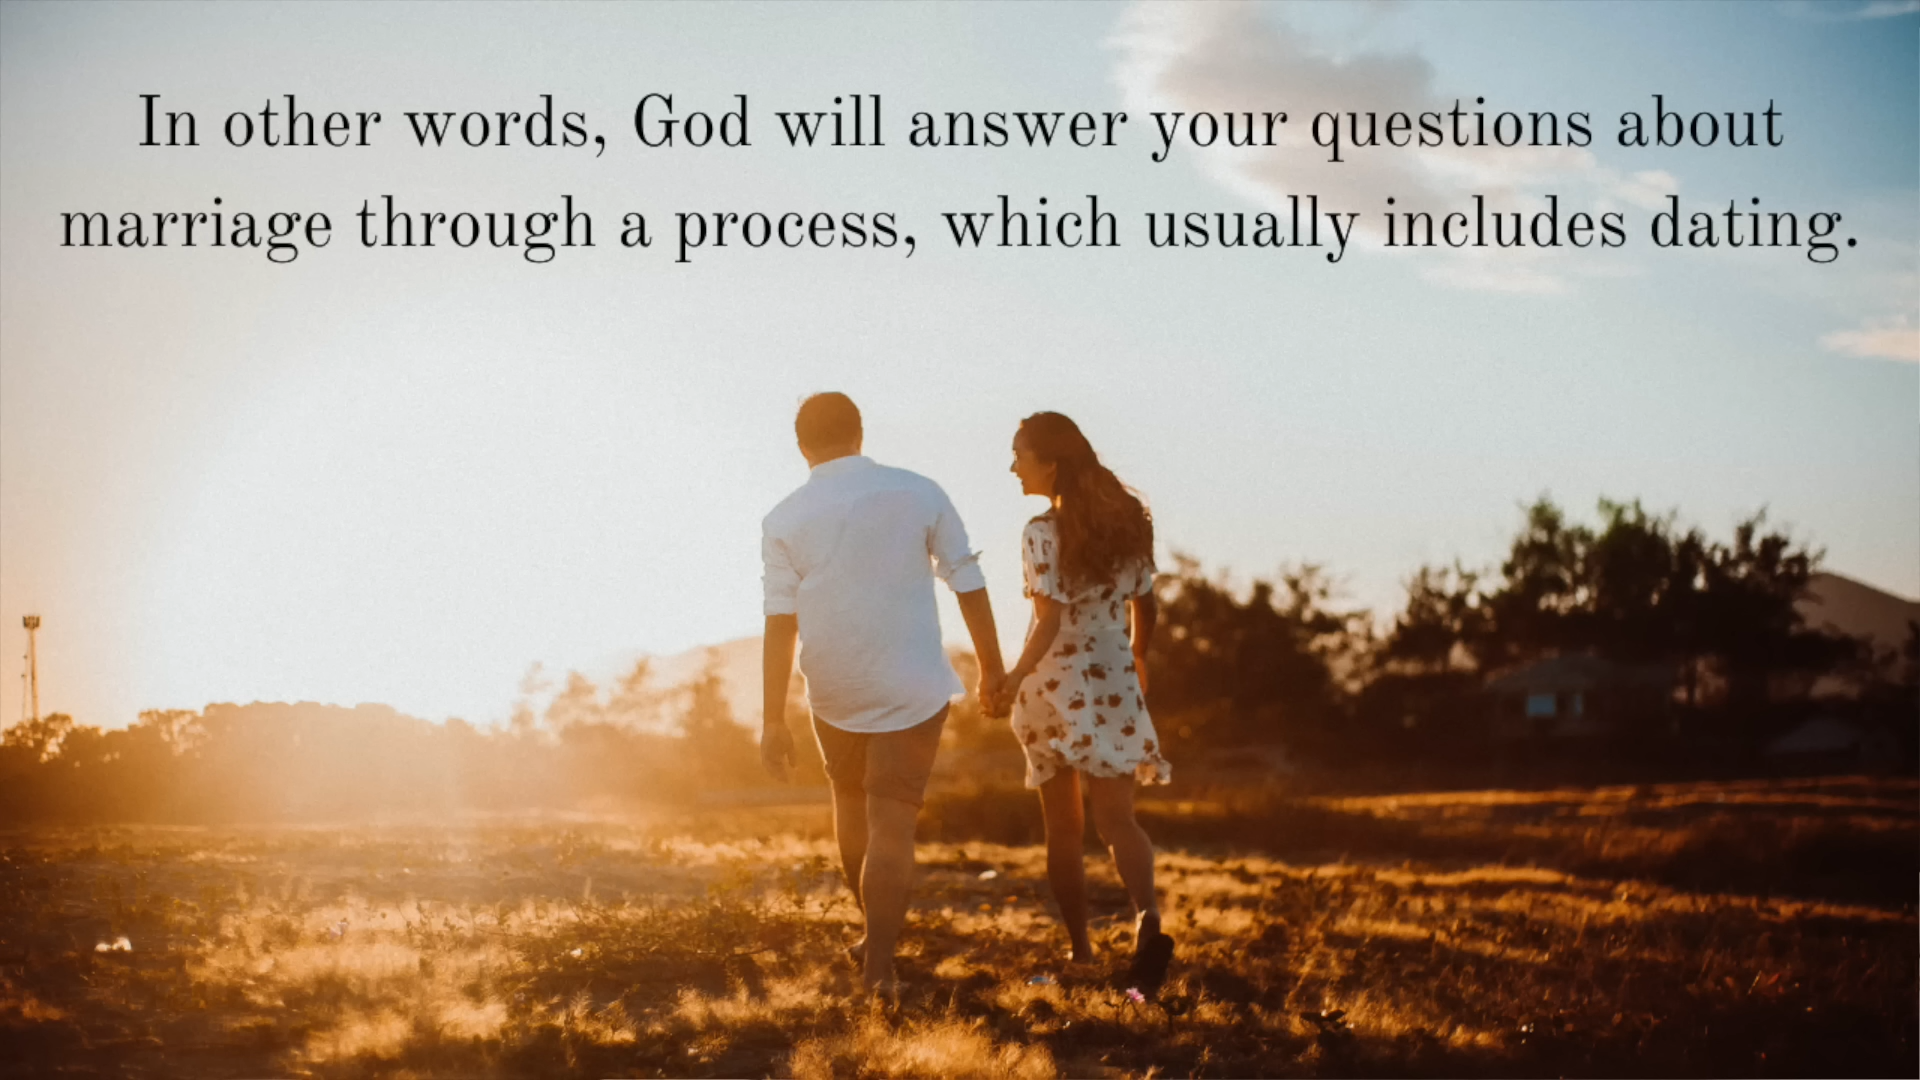 In other words, God will answer your questions about
marriage through a process, which usually includes dating.